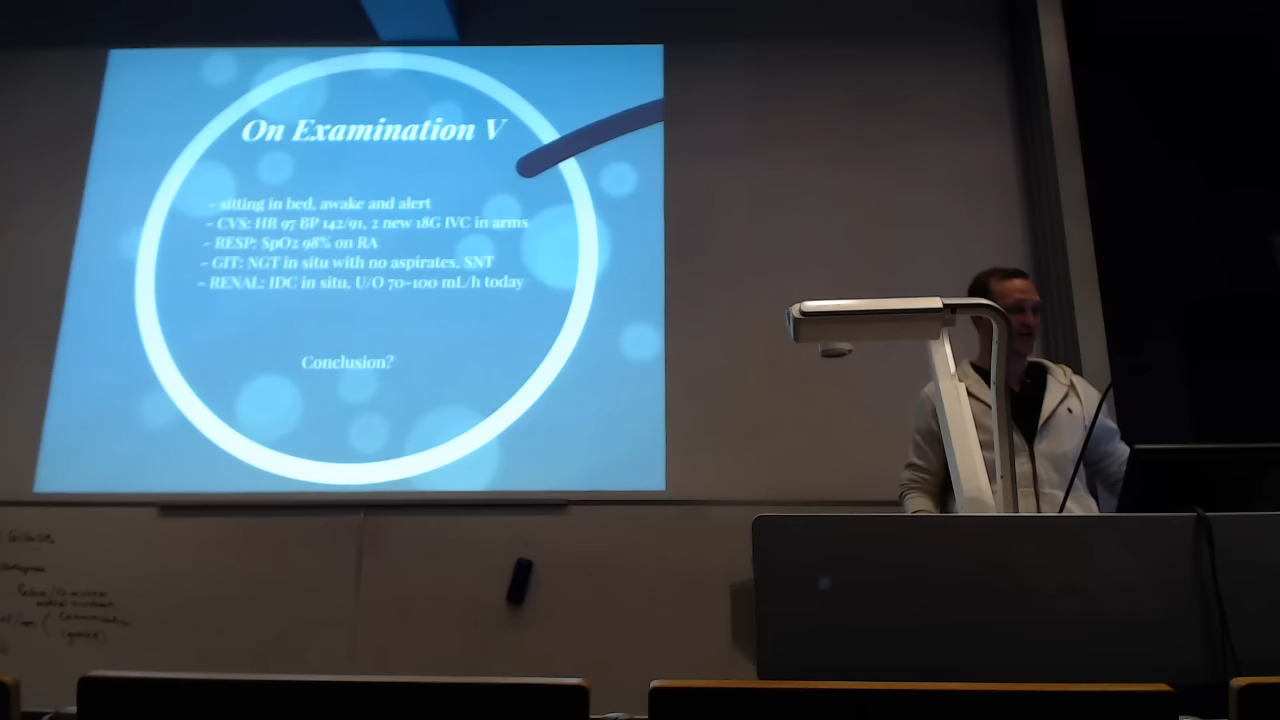 On Examination V
- sitting in bed, awake and alert
- CVS: HR 97 BP 142/91, 2 new 18G IVC in arms
- RESP: SpO2 98% on RA
- GIT: NGT in situ with no aspirates, SNT
- RENAL: IDC in situ, U/O 70-100 mL/h today
Conclusion?